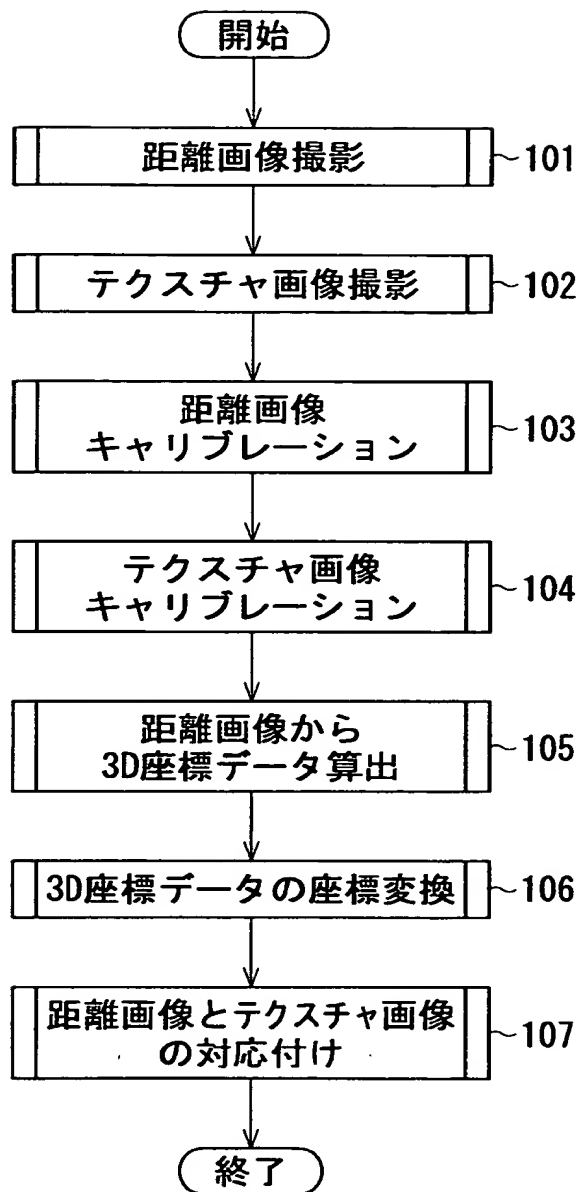 開始
距離画像撮影
101
テクスチャ画像撮影
102
距離画像
キャリブレーション
103
テクスチャ画像
キャリブレーション
104
距離画像から
3D座標データ算出
105
3D座標データの座標変換
106
距離画像とテクスチャ画像
の対応付け
107
終了